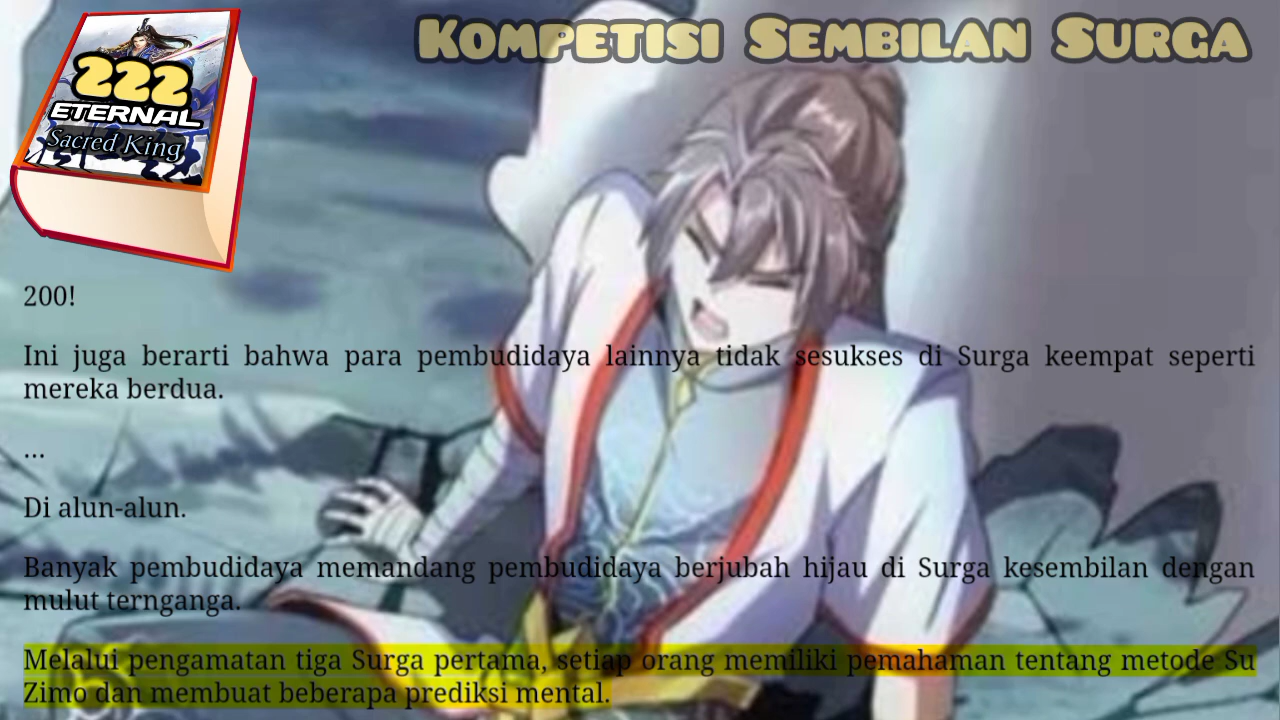 Kompetisi Sembilan Surga
222
ETERNAL
Sacred King
200!
Ini juga berarti bahwa para pembudidaya lainnya tidak sesukses di Surga keempat seperti
mereka berdua.
...
Di alun-alun.
Banyak pembudidaya memandang pembudidaya berjubah hijau di Surga kesembilan dengan
mulut ternganga.
Melalui pengamatan tiga Surga pertama, setiap orang memiliki pemahaman tentang metode Su
Zimo dan membuat beberapa prediksi mental.